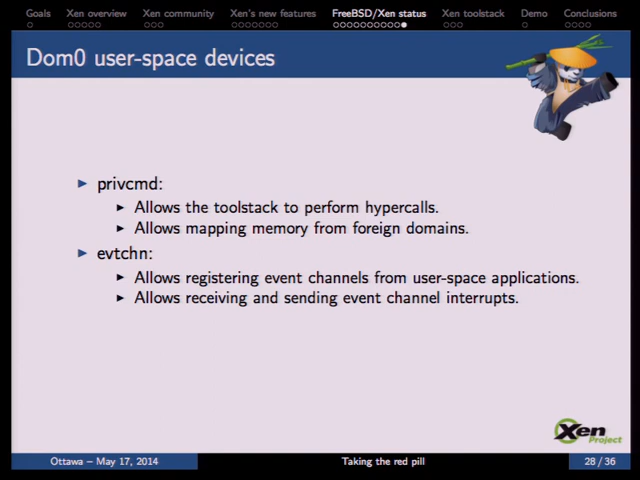 Goals Xen overview Xen community Xen's new features FreeBSD/Xen status Xen toolstack Demo Conclusions
Dom0 user-space devices
privcmd:
Allows the toolstack to perform hypercalls.
Allows mapping memory from foreign domains.
evtchn:
Allows registering event channels from user-space applications.
Allows receiving and sending event channel interrupts.
Xen
Project
Ottawa – May 17, 2014 Taking the red pill 28 / 36